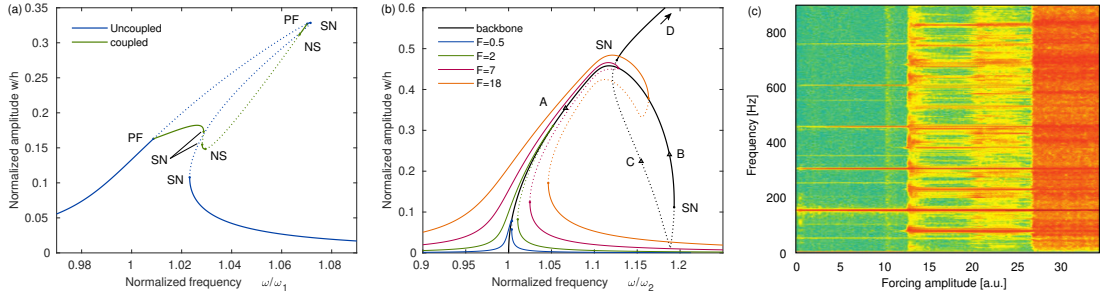 (a)
Normalized amplitude w/h
0.35
0.3
0.25
0.2
0.15
0.1
0.05
0
Uncoupled
coupled
PF
SN
NS
PF
SN
NS
SN
0.98
1
1.02
1.04
1.06
1.08
Normalized frequency ω/ω1
(b)
Normalized amplitude w/h
0.6
0.5
0.4
0.3
0.2
0.1
0
backbone
F=0.5
F=2
F=7
F=18
SN
D
A
B
C
SN
0.9
0.95
1.0
1.05
1.1
1.15
1.2
Normalized frequency ω/ω2
(c)
Frequency [Hz]
800
600
400
200
0
5
10
15
20
25
30
Forcing amplitude [a.u.]